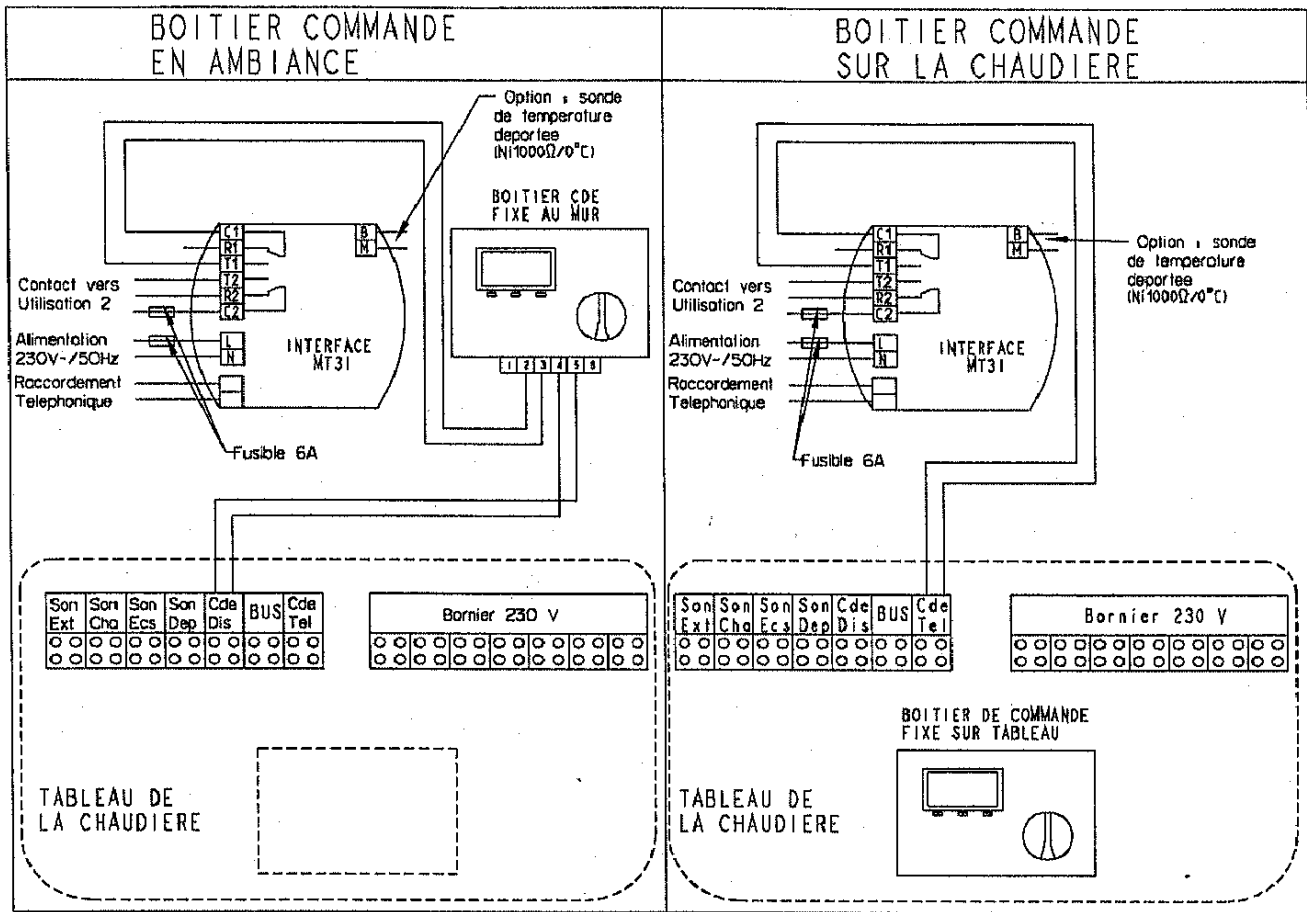 BOITIER COMMANDE
EN AMBIANCE
Option : sonde
de temperature
deportee
(Ni1000Ω/0°C)
BOITIER CDE
FIXE AU MUR
C1
R1
T1
T2
R2
C2
B
M
Contact vers
Utilisation 2
Alimentation
230V~/50Hz
L
N
INTERFACE
MT3I
Raccordement
Telephonique
1 2 3 4 5 6
Fusible 6A
Son Son Son Son Cde BUS Cde
Ext Cha Ecs Dep Dis Tel
Bornier 230 V
TABLEAU DE
LA CHAUDIERE
BOITIER COMMANDE
SUR LA CHAUDIERE
C1
R1
T1
T2
R2
C2
B
M
Option : sonde
de temperature
deportee
(Ni1000Ω/0°C)
Contact vers
Utilisation 2
Alimentation
230V~/50Hz
L
N
INTERFACE
MT3I
Raccordement
Telephonique
Fusible 6A
Son Son Son Son Cde BUS Cde
Ext Cha Ecs Dep Dis Tel
Bornier 230 V
BOITIER DE COMMANDE
FIXE SUR TABLEAU
TABLEAU DE
LA CHAUDIERE